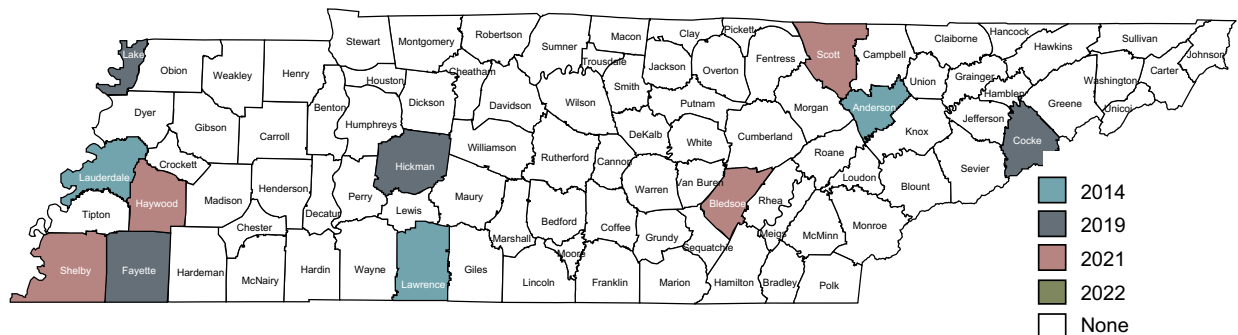 Stewart
Montgomery
Robertson
Sumner
Macon
Clay
Pickett
Scott
Campbell
Claiborne
Hancock
Hawkins
Sullivan
Johnson
Lake
Obion
Weakley
Henry
Houston
Cheatham
Trousdale
Jackson
Overton
Fentress
Union
Grainger
Hamblen
Washington
Carter
Unicoi
Greene
Dyer
Gibson
Carroll
Benton
Humphreys
Dickson
Davidson
Wilson
Smith
Putnam
Morgan
Anderson
Knox
Jefferson
Cocke
Lauderdale
Crockett
Haywood
Madison
Henderson
Decatur
Perry
Hickman
Williamson
Rutherford
Cannon
DeKalb
White
Cumberland
Roane
Loudon
Blount
Sevier
Tipton
Chester
Lewis
Maury
Bedford
Coffee
Warren
Van Buren
Bledsoe
Rhea
Meigs
McMinn
Monroe
Shelby
Fayette
Hardeman
McNairy
Hardin
Wayne
Lawrence
Giles
Marshall
Moore
Lincoln
Franklin
Grundy
Sequatchie
Marion
Hamilton
Bradley
Polk
2014
2019
2021
2022
None